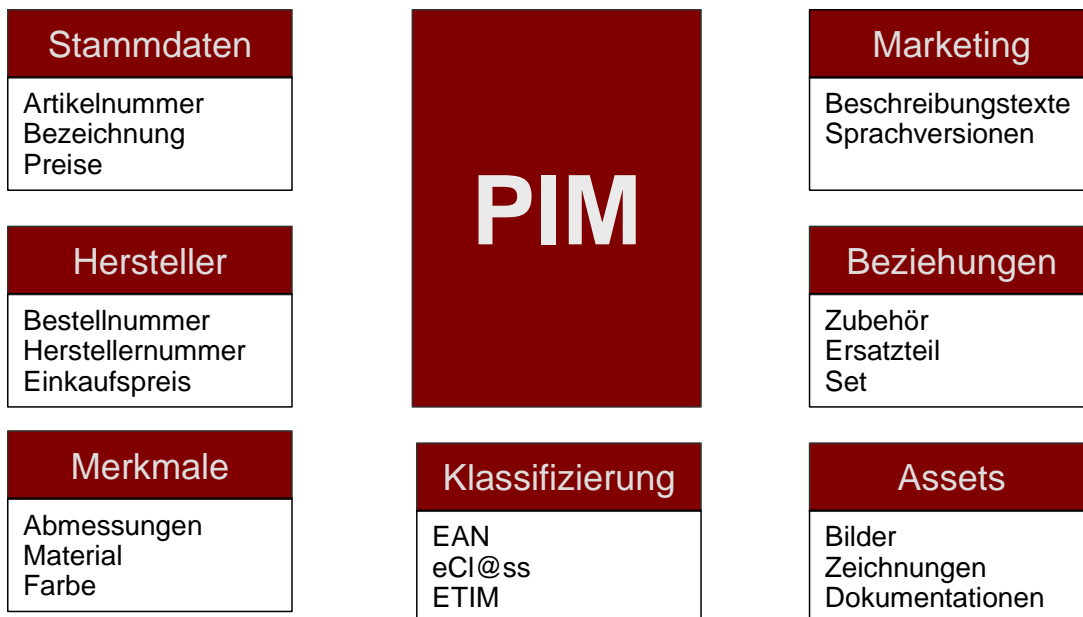 Stammdaten
Artikelnummer
Bezeichnung
Preise
Hersteller
Bestellnummer
Herstellernummer
Einkaufspreis
Merkmale
Abmessungen
Material
Farbe
PIM
Klassifizierung
EAN
eCl@ss
ETIM
Marketing
Beschreibungstexte
Sprachversionen
Beziehungen
Zubehör
Ersatzteil
Set
Assets
Bilder
Zeichnungen
Dokumentationen